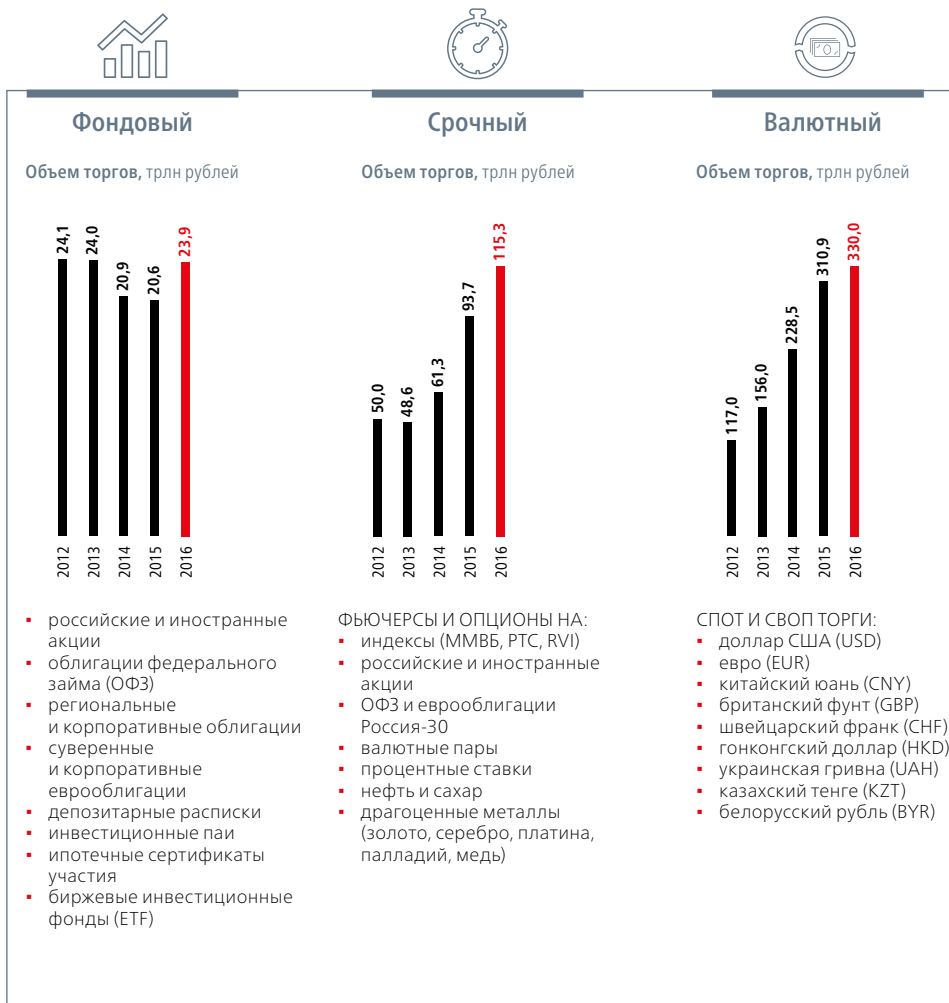 Фондовый
Объем торгов, трлн рублей
24,1
24,0
20,9
20,6
23,9
2012
2013
2014
2015
2016
российские и иностранные
акции
облигации федерального
займа (ОФЗ)
региональные
и корпоративные облигации
суверенные
и корпоративные
еврооблигации
депозитарные расписки
инвестиционные паи
ипотечные сертификаты
участия
биржевые инвестиционные
фонды (ETF)
Срочный
Объем торгов, трлн рублей
50,0
48,6
61,3
93,7
115,3
2012
2013
2014
2015
2016
ФЬЮЧЕРСЫ И ОПЦИОНЫ НА:
индексы (ММВБ, РТС, RVI)
российские и иностранные
акции
ОФЗ и еврооблигации
Россия-30
валютные пары
процентные ставки
нефть и сахар
драгоценные металлы
(золото, серебро, платина,
палладий, медь)
Валютный
Объем торгов, трлн рублей
117,0
156,0
228,5
310,9
330,0
2012
2013
2014
2015
2016
СПОТ И СВОП ТОРГИ:
доллар США (USD)
евро (EUR)
китайский юань (CNY)
британский фунт (GBP)
швейцарский франк (CHF)
гонконгский доллар (HKD)
украинская гривна (UAH)
казахский тенге (KZT)
белорусский рубль (BYR)